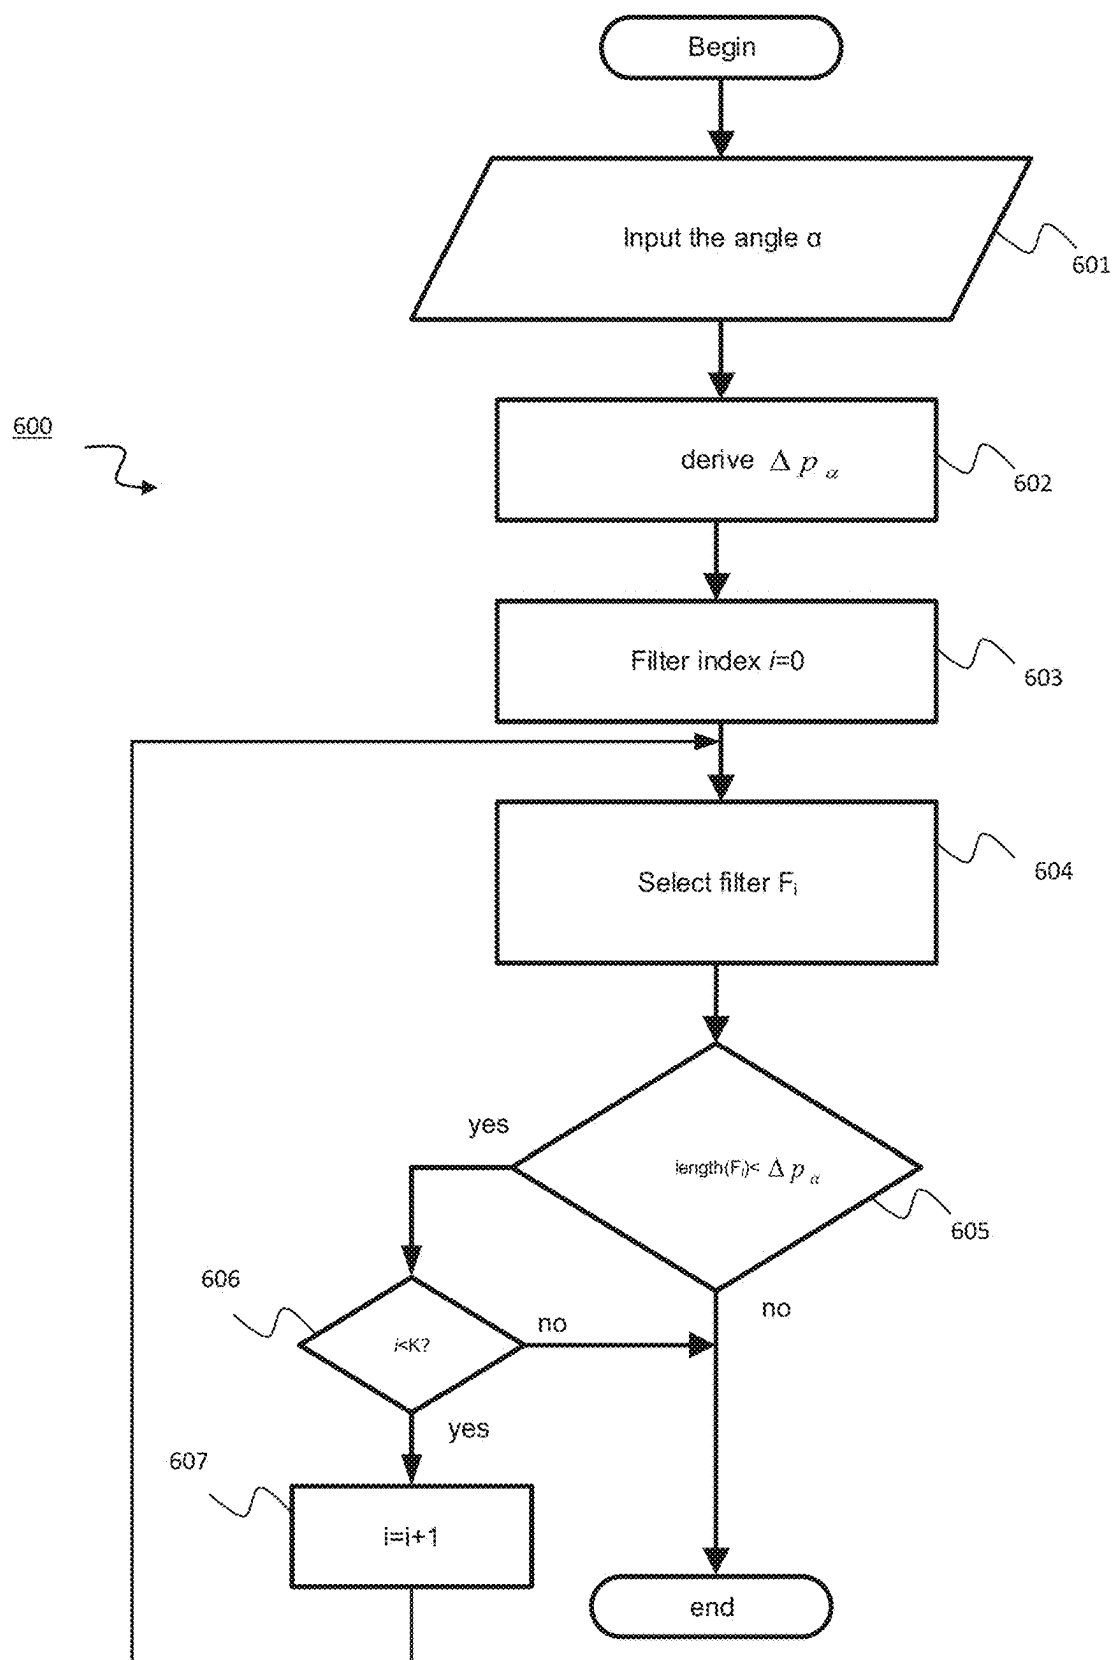 Begin
Input the angle α
601
600
derive Δ p α
602
Filter index i=0
603
Select filter Fi
604
yes
length(Fi)< Δ p α
605
606
i<K?
no
no
yes
607
i=i+1
end